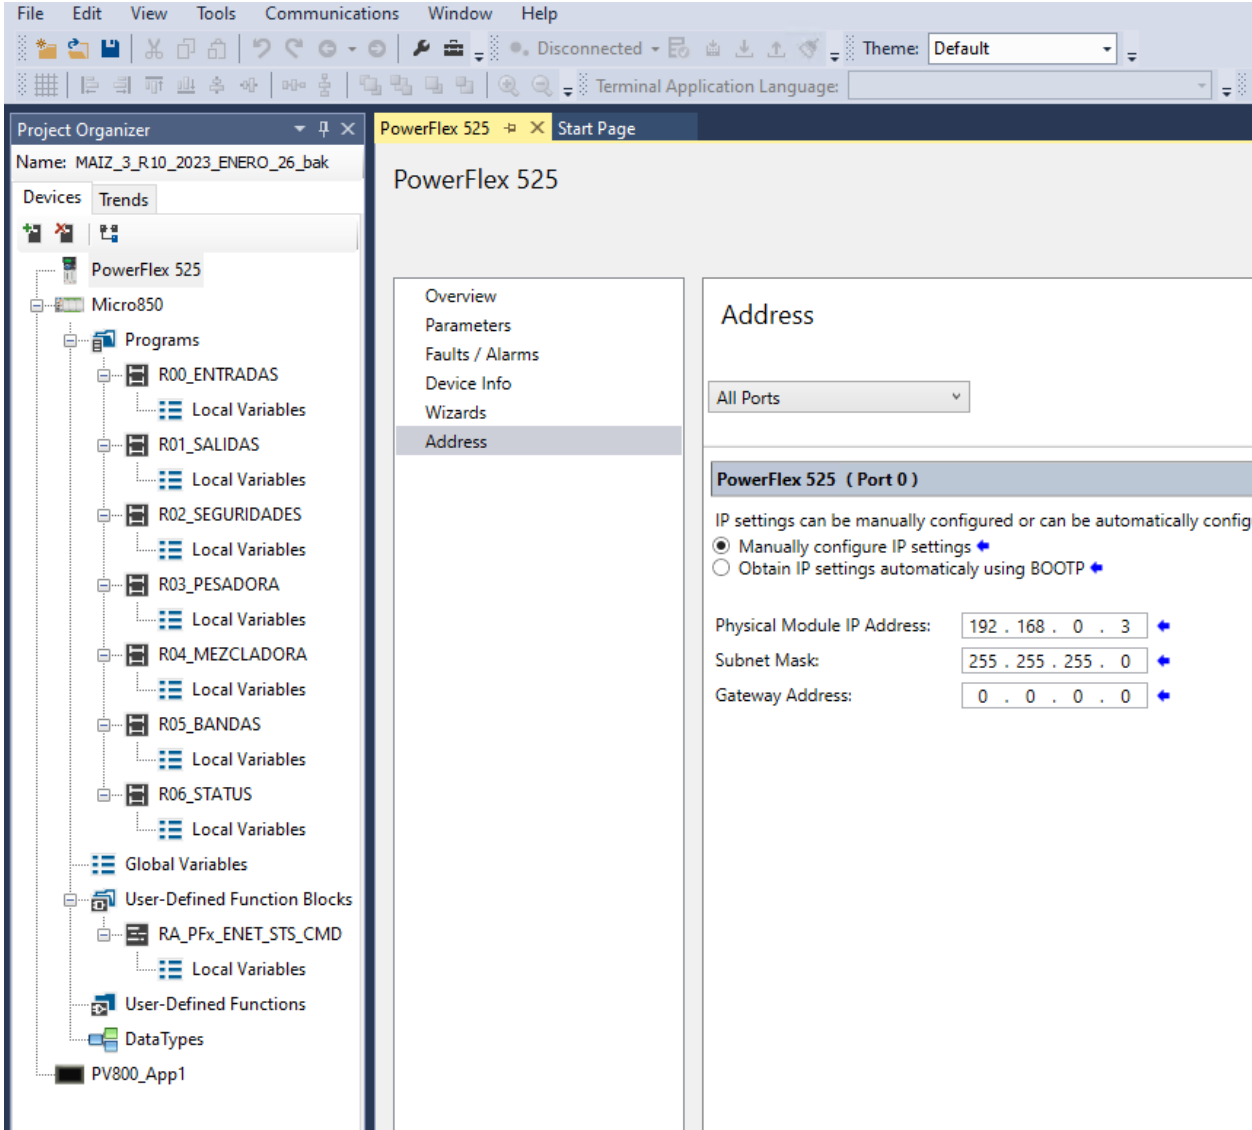 File Edit View Tools Communications Window Help
Disconnected Theme: Default
Terminal Application Language:
Project Organizer
PowerFlex 525 Start Page
Name: MAIZ_3_R10_2023_ENERO_26_bak
Devices Trends
PowerFlex 525
Micro850
Programs
R00_ENTRADAS
Local Variables
R01_SALIDAS
Local Variables
R02_SEGURIDADES
Local Variables
R03_PESADORA
Local Variables
R04_MEZCLADORA
Local Variables
R05_BANDAS
Local Variables
R06_STATUS
Local Variables
Global Variables
User-Defined Function Blocks
RA_PFx_ENET_STS_CMD
Local Variables
User-Defined Functions
DataTypes
PV800_App1
PowerFlex 525
Overview
Parameters
Faults / Alarms
Device Info
Wizards
Address
Address
All Ports
PowerFlex 525 ( Port 0 )
IP settings can be manually configured or can be automatically config
Manually configure IP settings
Obtain IP settings automaticaly using BOOTP
Physical Module IP Address: 192 . 168 . 0 . 3
Subnet Mask: 255 . 255 . 255 . 0
Gateway Address: 0 . 0 . 0 . 0